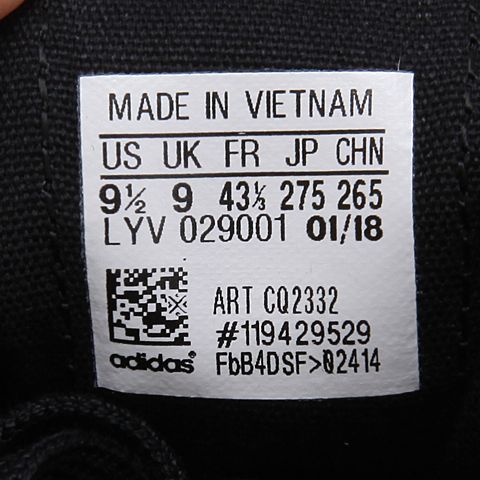 MADE IN VIETNAM
US UK FR JP CHN
9½ 9 43⅓ 275 265
LYV 029001 01/18
ART CQ2332
#119429529
adidas FbB4DSF>02414